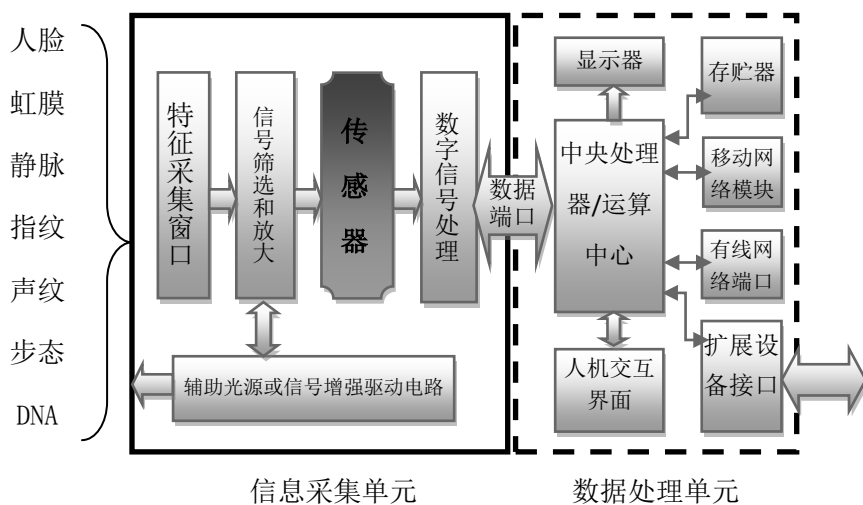 人脸
虹膜
静脉
指纹
声纹
步态
DNA
特征采集窗口
信号筛选和放大
传感器
数字信号处理
辅助光源或信号增强驱动电路
数据
端口
显示器
中央处理
器/运算
中心
人机交互
界面
存贮器
移动网
络模块
有线网
络端口
扩展设
备接口
信息采集单元
数据处理单元